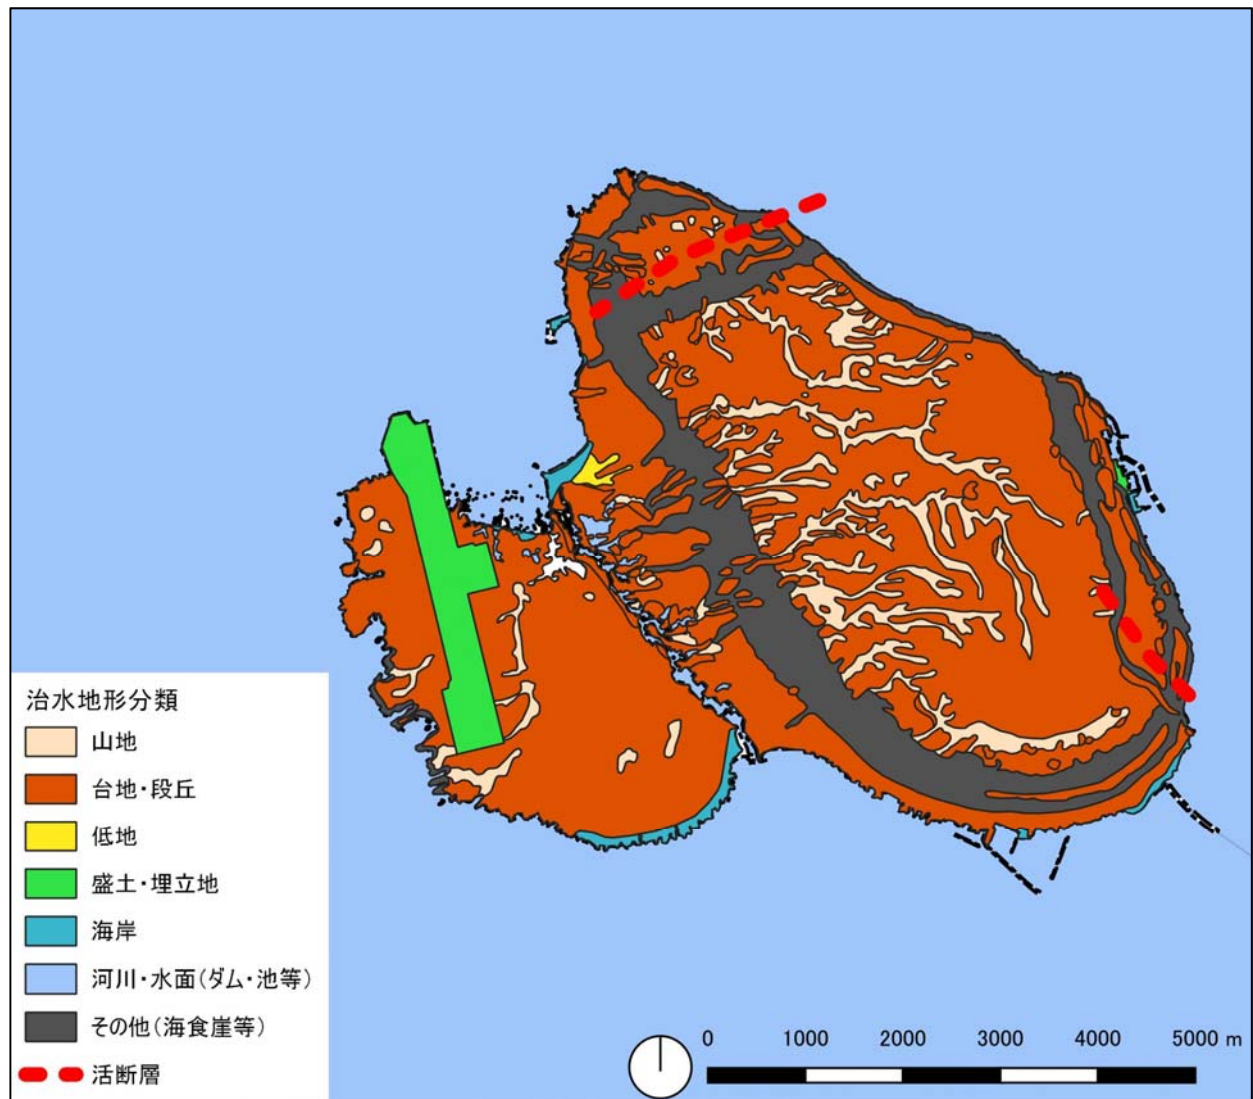 治水地形分類
山地
台地・段丘
低地
盛土・埋立地
海岸
河川・水面(ダム・池等)
その他(海食崖等)
活断層
0 1000 2000 3000 4000 5000 m